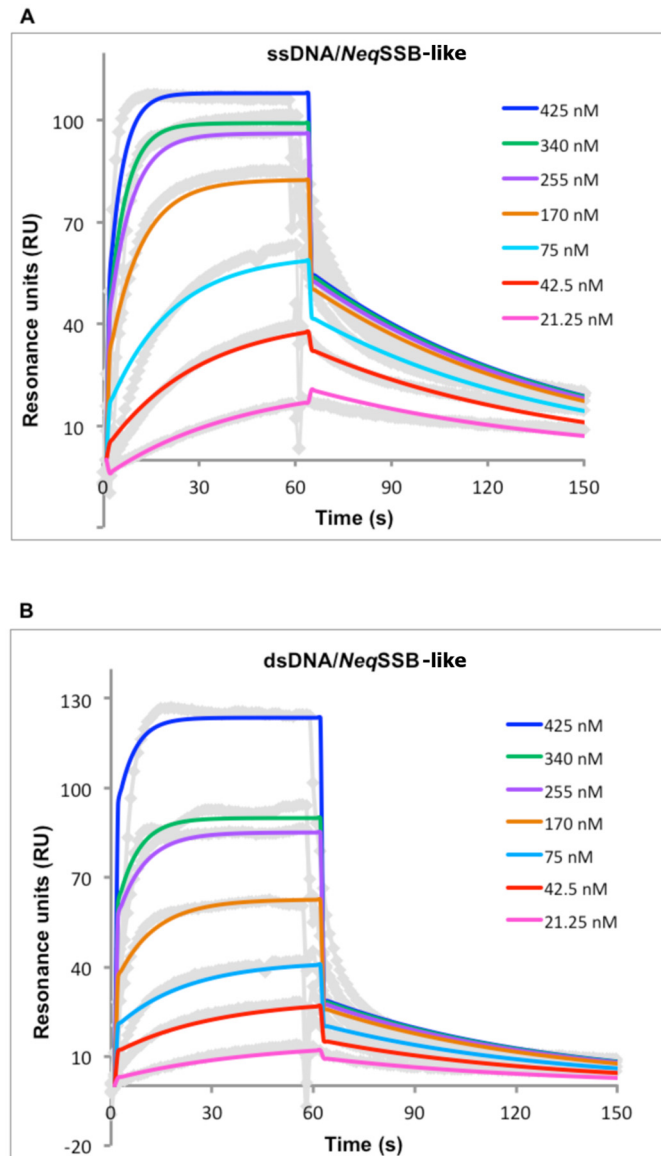 A
ssDNA/NeqSSB-like
Resonance units (RU)
100
70
40
10
0
30
60
90
120
150
Time (s)
425 nM
340 nM
255 nM
170 nM
75 nM
42.5 nM
21.25 nM
B
dsDNA/NeqSSB-like
Resonance units (RU)
130
100
70
40
10
-20
0
30
60
90
120
150
Time (s)
425 nM
340 nM
255 nM
170 nM
75 nM
42.5 nM
21.25 nM